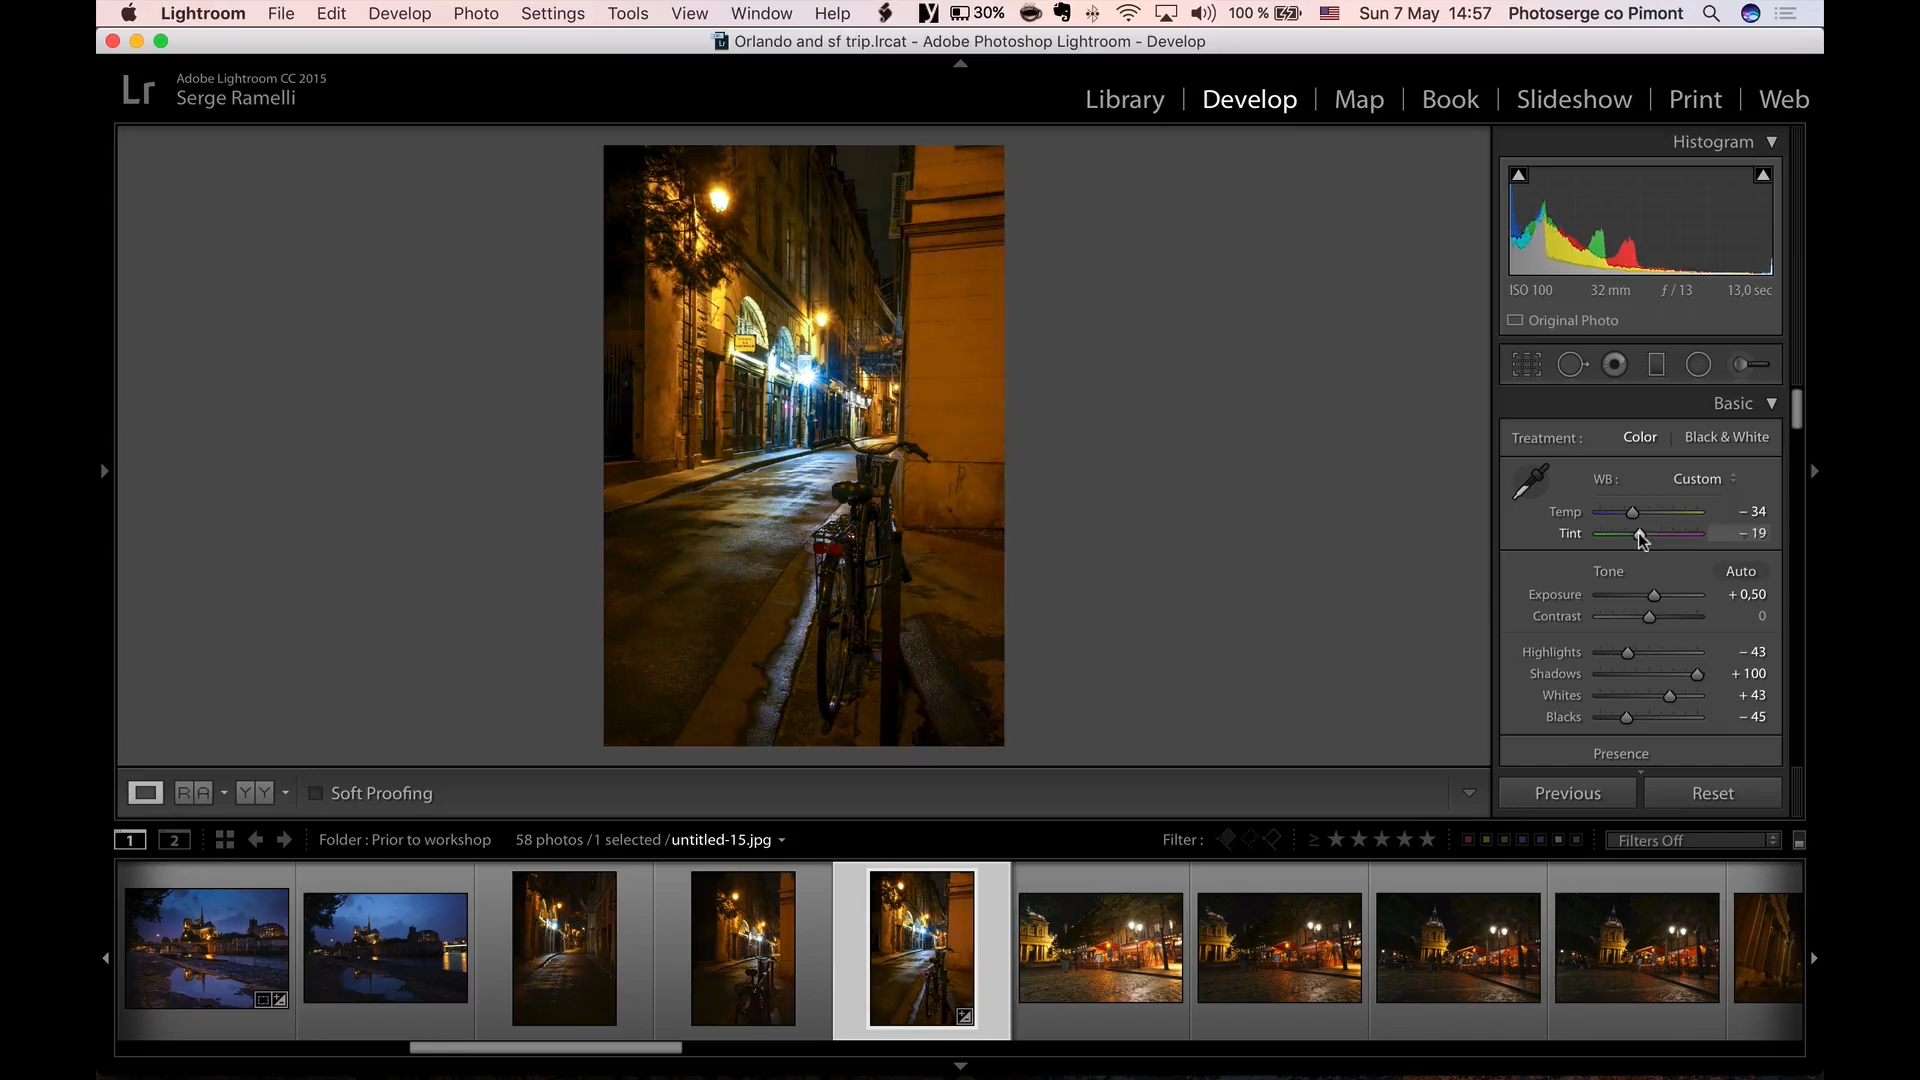 Lightroom File Edit Develop Photo Settings Tools View Window Help 30% 100 % Sun 7 May 14:57 Photoserge co Pimont
Orlando and sf trip.lrcat - Adobe Photoshop Lightroom - Develop
Lr Adobe Lightroom CC 2015
Serge Ramelli
Library | Develop | Map | Book | Slideshow | Print | Web
Histogram
ISO 100 32 mm ƒ / 13 13,0 sec
Original Photo
Basic
Treatment : Color Black & White
WB : Custom
Temp – 34
Tint – 19
Tone Auto
Exposure + 0,50
Contrast 0
Highlights – 43
Shadows + 100
Whites + 43
Blacks – 45
Presence
Previous Reset
R A Y Y Soft Proofing
1 2 Folder : Prior to workshop 58 photos /1 selected /untitled-15.jpg Filter : ≥ ★★★★★ Filters Off